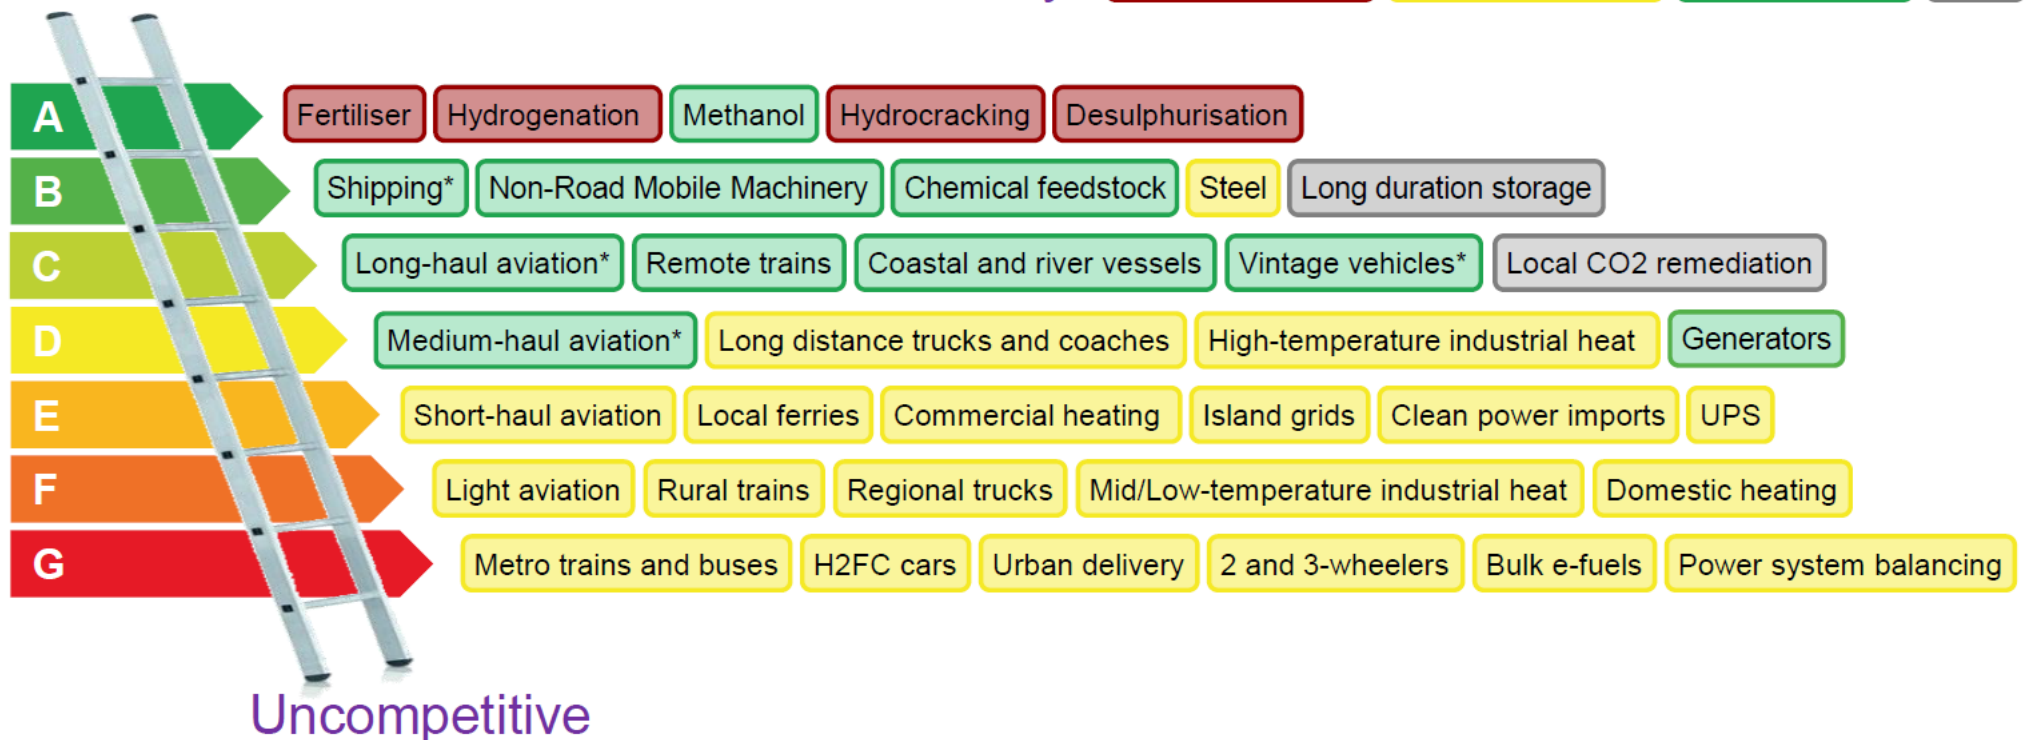 A Fertiliser Hydrogenation Methanol Hydrocracking Desulphurisation
B Shipping* Non-Road Mobile Machinery Chemical feedstock Steel Long duration storage
C Long-haul aviation* Remote trains Coastal and river vessels Vintage vehicles* Local CO2 remediation
D Medium-haul aviation* Long distance trucks and coaches High-temperature industrial heat Generators
E Short-haul aviation Local ferries Commercial heating Island grids Clean power imports UPS
F Light aviation Rural trains Regional trucks Mid/Low-temperature industrial heat Domestic heating
G Metro trains and buses H2FC cars Urban delivery 2 and 3-wheelers Bulk e-fuels Power system balancing
Uncompetitive